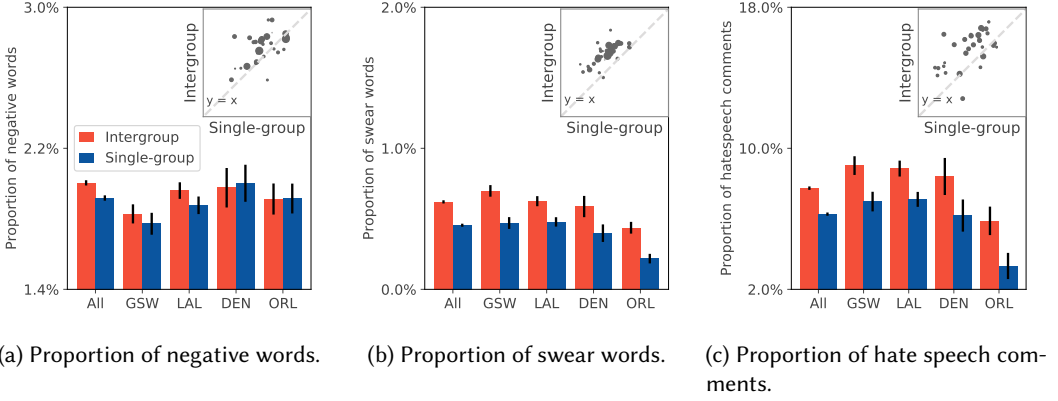 3.0%
2.2%
1.4%
Proportion of negative words
Intergroup
Single-group
Intergroup
y = x
Single-group
All GSW LAL DEN ORL
(a) Proportion of negative words.
2.0%
1.0%
0.0%
Proportion of swear words
Intergroup
y = x
Single-group
All GSW LAL DEN ORL
(b) Proportion of swear words.
18.0%
10.0%
2.0%
Proportion of hatespeech comments
Intergroup
y = x
Single-group
All GSW LAL DEN ORL
(c) Proportion of hate speech com-
ments.